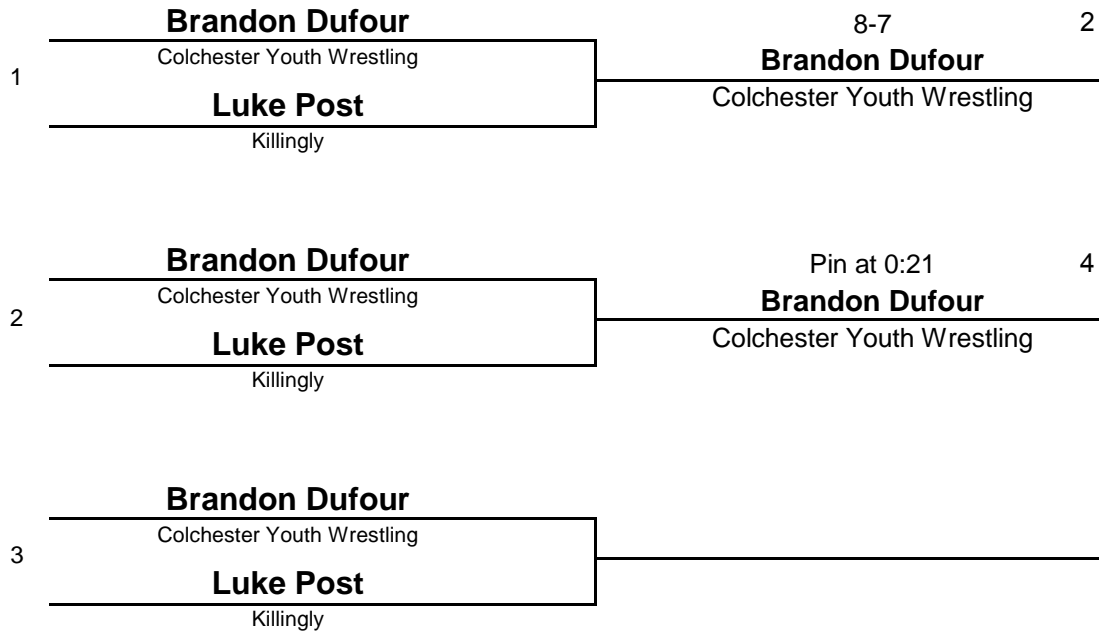 Brandon Dufour
8-7
2
Colchester Youth Wrestling
Brandon Dufour
1
Luke Post
Colchester Youth Wrestling
Killingly
Brandon Dufour
Pin at 0:21
4
Colchester Youth Wrestling
Brandon Dufour
2
Luke Post
Colchester Youth Wrestling
Killingly
Brandon Dufour
Colchester Youth Wrestling
3
Luke Post
Killingly